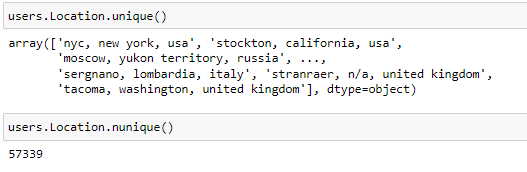 users.Location.unique()
array(['nyc, new york, usa', 'stockton, california, usa',
'moscow, yukon territory, russia', ...,
'sergnano, lombardia, italy', 'stranraer, n/a, united kingdom',
'tacoma, washington, united kingdom'], dtype=object)
users.Location.nunique()
57339